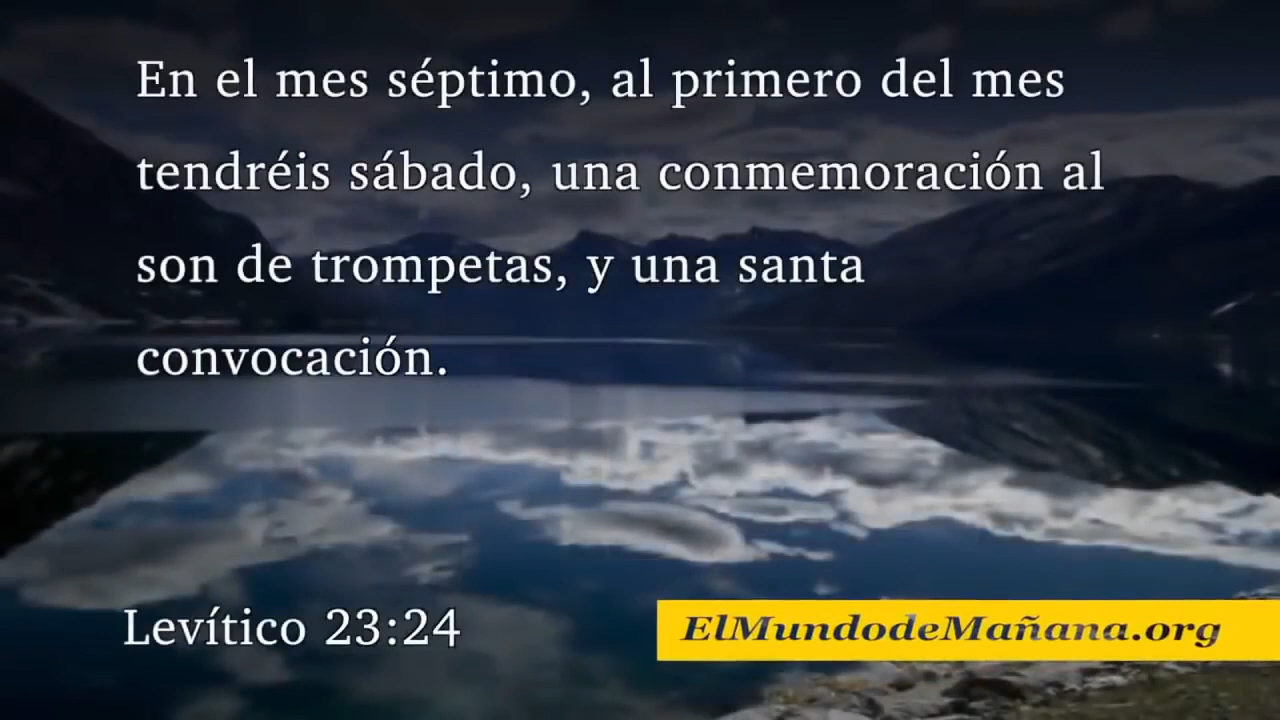 En el mes séptimo, al primero del mes
tendréis sábado, una conmemoración al
son de trompetas, y una santa
convocación.
Levítico 23:24
ElMundodeMañana.org